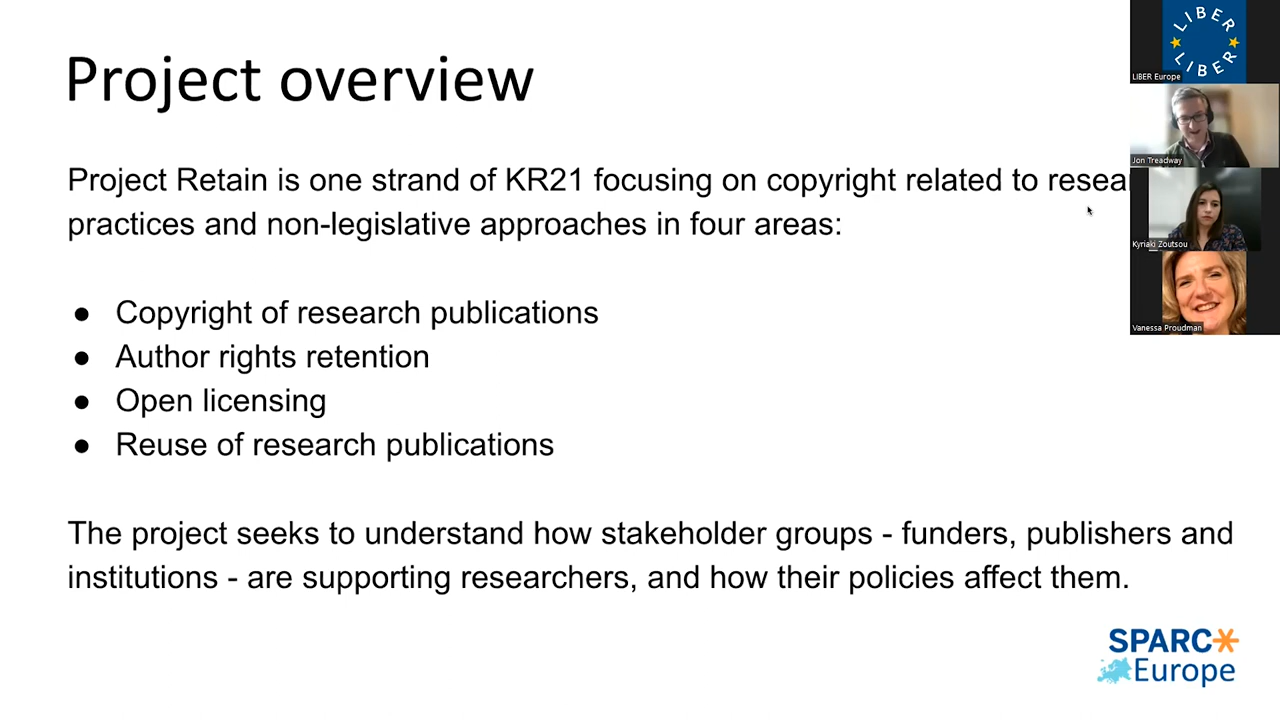 Project overview
Project Retain is one strand of KR21 focusing on copyright related to
practices and non-legislative approaches in four areas:
● Copyright of research publications
● Author rights retention
● Open licensing
● Reuse of research publications
The project seeks to understand how stakeholder groups - funders, publishers and
institutions - are supporting researchers, and how their policies affect them.
SPARC
Europe
LIBER
LIBER
LIBER Europe
Jon Treadway
Kyriaki Zoutsou
Vanessa Proudman